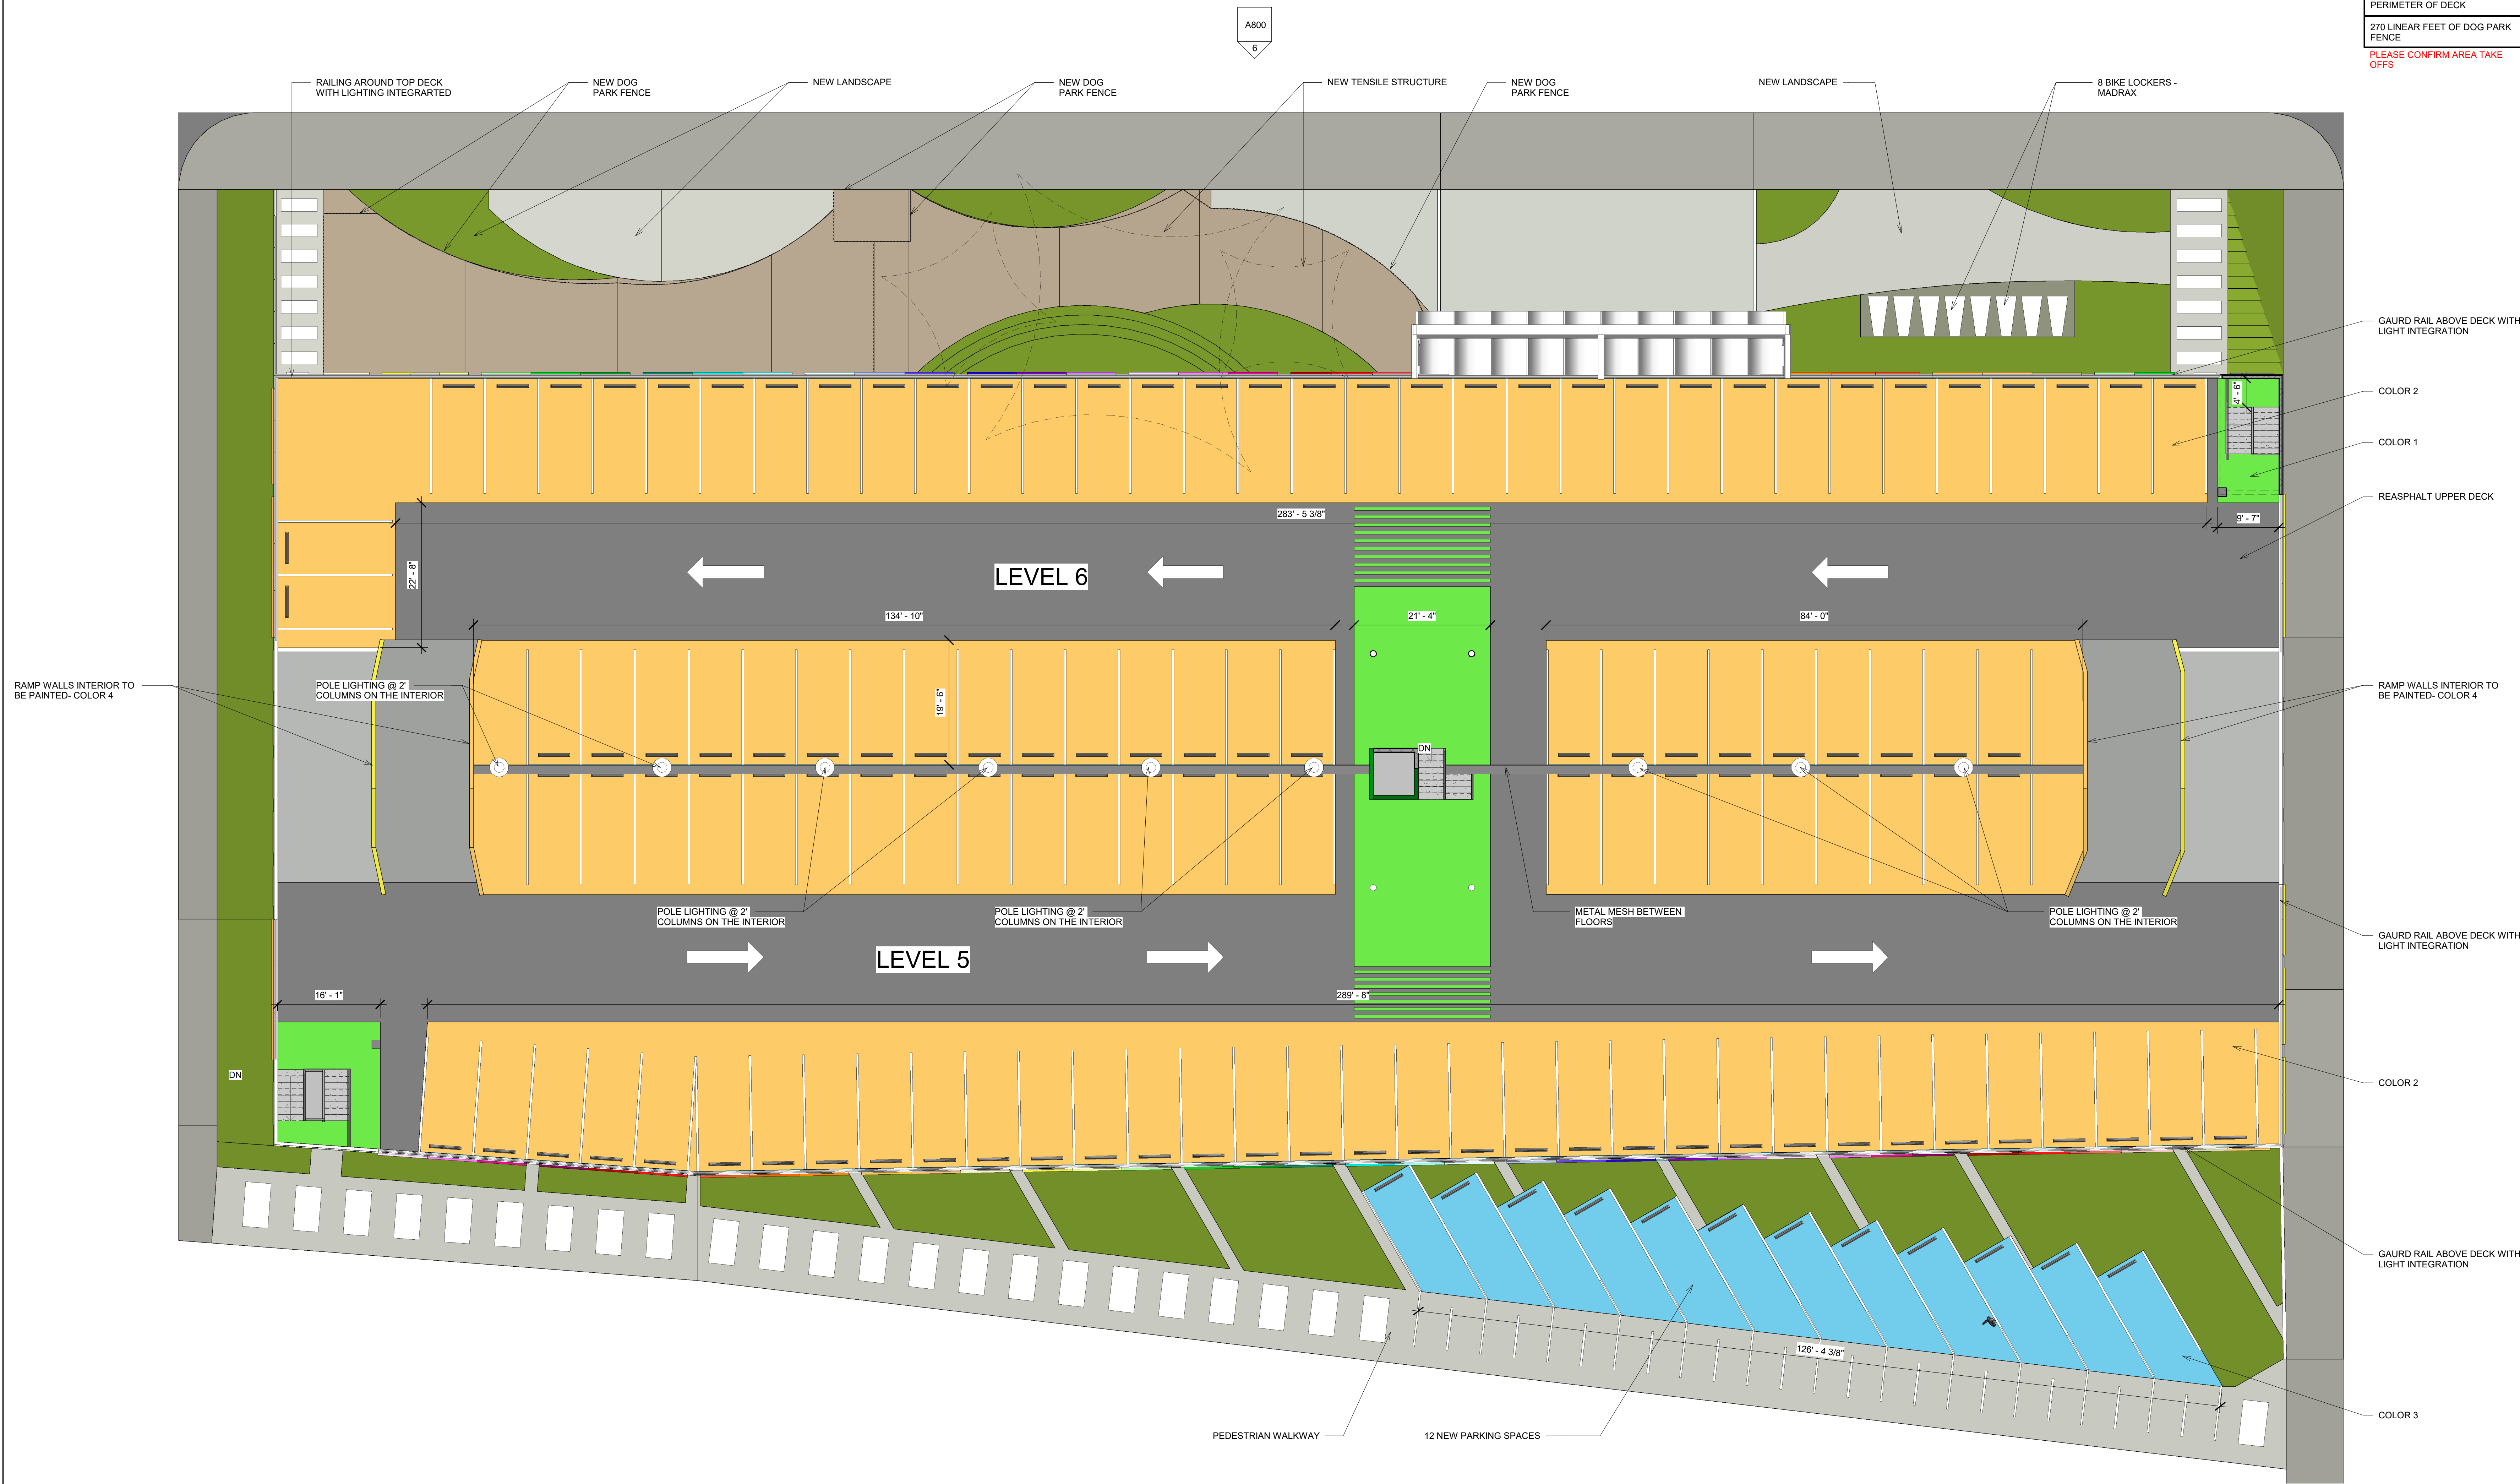 PERIMETER OF DECK
270 LINEAR FEET OF DOG PARK
FENCE
PLEASE CONFIRM AREA TAKE
OFFS
A800
6
RAILING AROUND TOP DECK
WITH LIGHTING INTEGRARTED
NEW DOG
PARK FENCE
NEW LANDSCAPE
NEW DOG
PARK FENCE
NEW TENSILE STRUCTURE
NEW DOG
PARK FENCE
NEW LANDSCAPE
8 BIKE LOCKERS -
MADRAX
GAURD RAIL ABOVE DECK WITH
LIGHT INTEGRATION
4' - 6"
COLOR 2
COLOR 1
REASPHALT UPPER DECK
283' - 5 3/8"
9' - 7"
22' - 8"
LEVEL 6
134' - 10"
21' - 4"
84' - 0"
19' - 6"
RAMP WALLS INTERIOR TO
BE PAINTED- COLOR 4
POLE LIGHTING @ 2'
COLUMNS ON THE INTERIOR
RAMP WALLS INTERIOR TO
BE PAINTED- COLOR 4
DN
POLE LIGHTING @ 2'
COLUMNS ON THE INTERIOR
POLE LIGHTING @ 2'
COLUMNS ON THE INTERIOR
METAL MESH BETWEEN
FLOORS
POLE LIGHTING @ 2'
COLUMNS ON THE INTERIOR
GAURD RAIL ABOVE DECK WITH
LIGHT INTEGRATION
LEVEL 5
16' - 1"
289' - 8"
DN
COLOR 2
GAURD RAIL ABOVE DECK WITH
LIGHT INTEGRATION
126' - 4 3/8"
COLOR 3
PEDESTRIAN WALKWAY
12 NEW PARKING SPACES